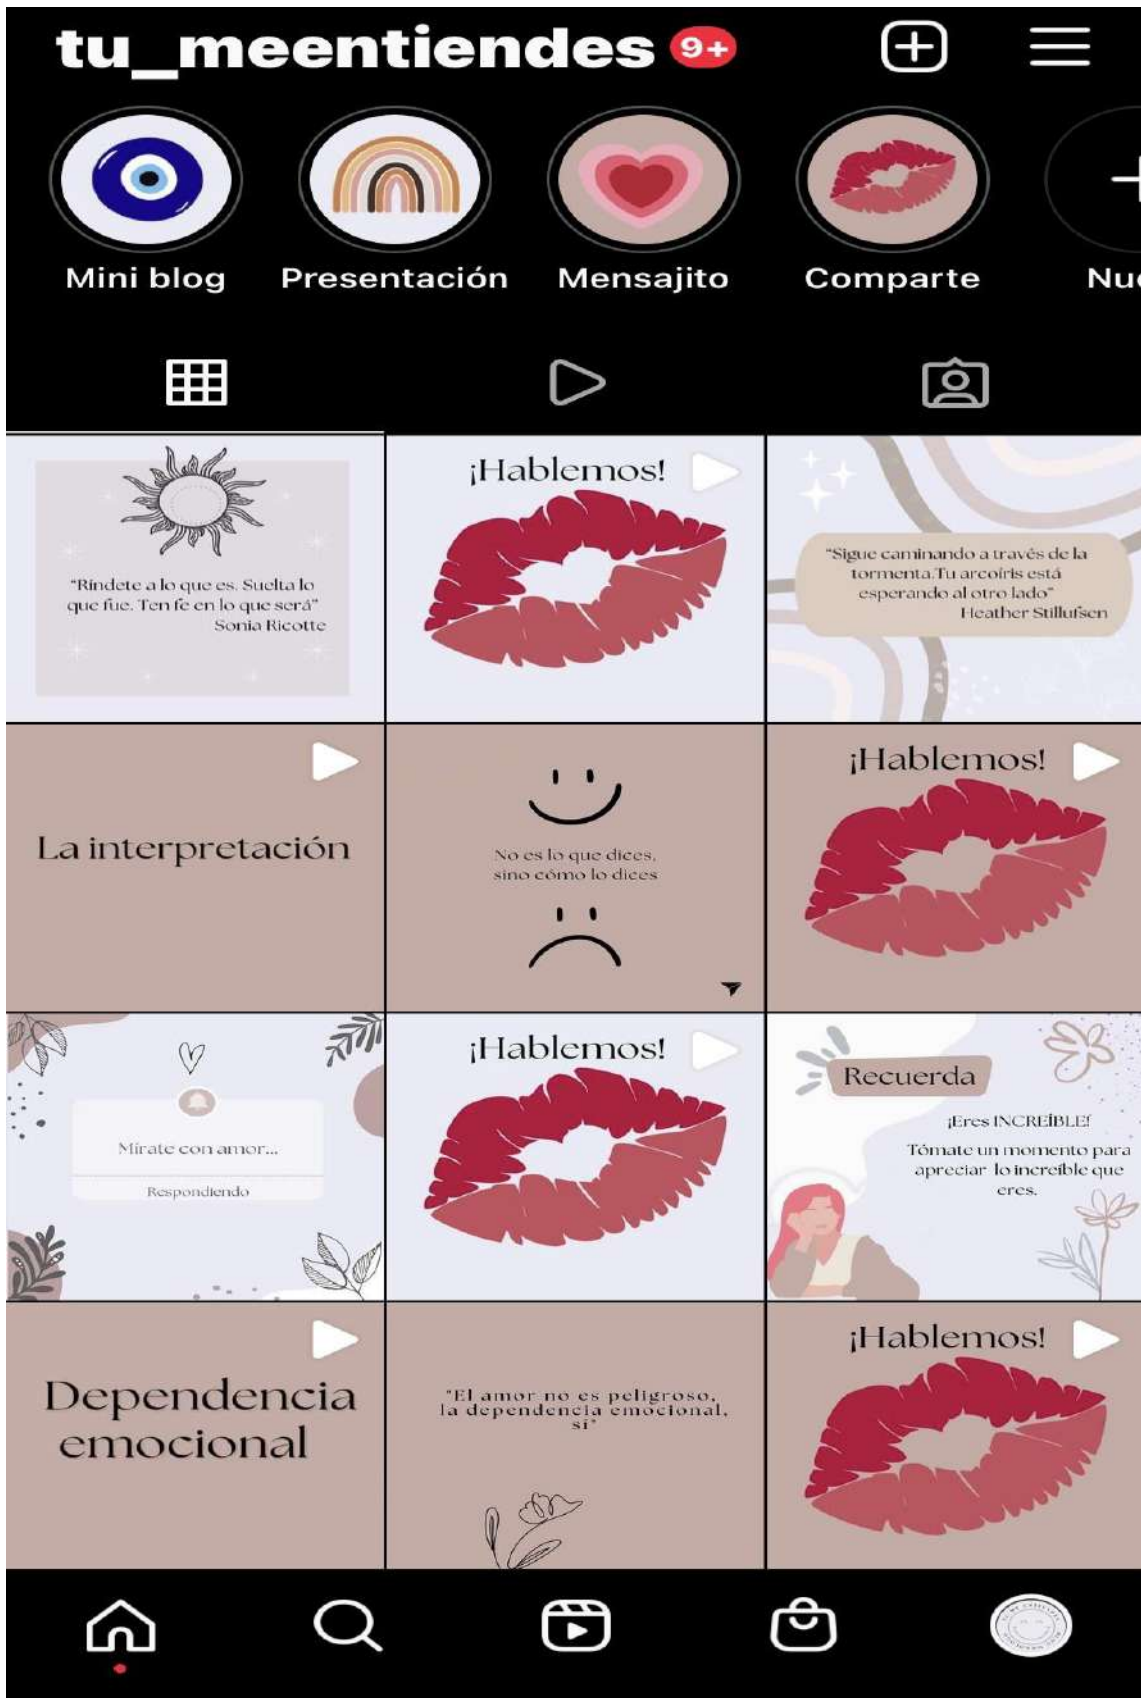 tu_meentiendes 9+
Mini blog
Presentación
Mensajito
Comparte
"Ríndete a lo que es. Suelta lo
que fue. Ten fe en lo que será"
Sonia Ricotte
¡Hablemos!
"Sigue caminando a través de la
tormenta.Tu arcoíris está
esperando al otro lado"
Heather Stillufsen
La interpretación
No es lo que dices,
sino cómo lo dices
¡Hablemos!
Mírate con amor...
Respondiendo
¡Hablemos!
Recuerda
¡Eres INCREÍBLE!
Tómate un momento para
apreciar lo increíble que
eres.
Dependencia
emocional
"El amor no es peligroso,
la dependencia emocional,
sí"
¡Hablemos!